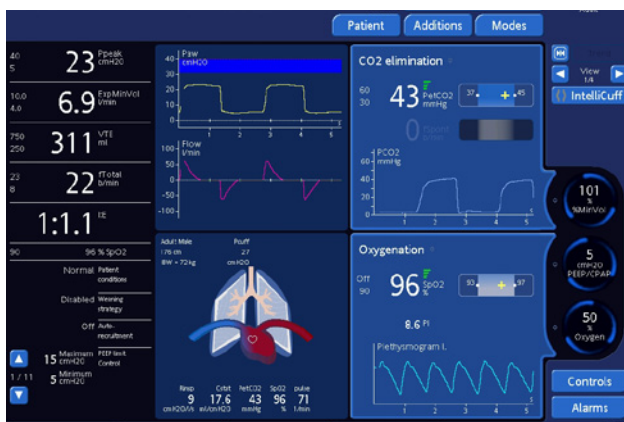 Patient
Additions
Modes
40
5
23
Ppeak
cmH2O
10.0
4.0
6.9
ExpMinVol
l/min
750
250
311
VTE
ml
23
8
22
fTotal
b/min
1:1.1
I:E
90
96 % SpO2
Normal
Patient
conditions
Disabled
Weaning
strategy
Off
Auto-
recruitment
15
Maximum
cmH2O
PEEP limit
Control
1 / 11
5
Minimum
cmH2O
Paw
cmH2O
40
30
20
10
0
1 2 3 4 5
Flow
l/min
100
50
0
-50
-100
1 2 3 4 5
Adult Male
176 cm
IBW = 72 kg
Pcuff
27
cmH2O
Rinsp
9
cmH2O/l/s
Cstat
17.6
ml/cmH2O
PetCO2
43
mmHg
SpO2
96
%
pulse
71
1/min
CO2 elimination
60
30
43
PetCO2
mmHg
37
45
0
fSpont
PCO2
mmHg
60
40
20
0
1 2 3 4 5
Oxygenation
Off
90
96
SpO2
%
93
97
8.6 PI
Plethysmogram l.
1 2 3 4 5
View
1/4
IntelliCuff
101
%
%MinVol
5
cmH2O
PEEP/CPAP
50
%
Oxygen
Controls
Alarms